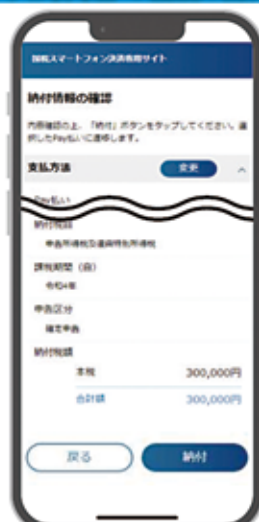 国税スマートフォン決済専用サイト
納付情報の確認
内容確認の上、「納付」ボタンをタップしてください。選
択したPay払いに遷移します。
支払方法
変更
Pay払い
納付税目
申告所得税及復興特別所得税
課税期間(自)
令和4年
申告区分
確定申告
納付税額
本税 300,000円
合計額 300,000円
戻る
納付